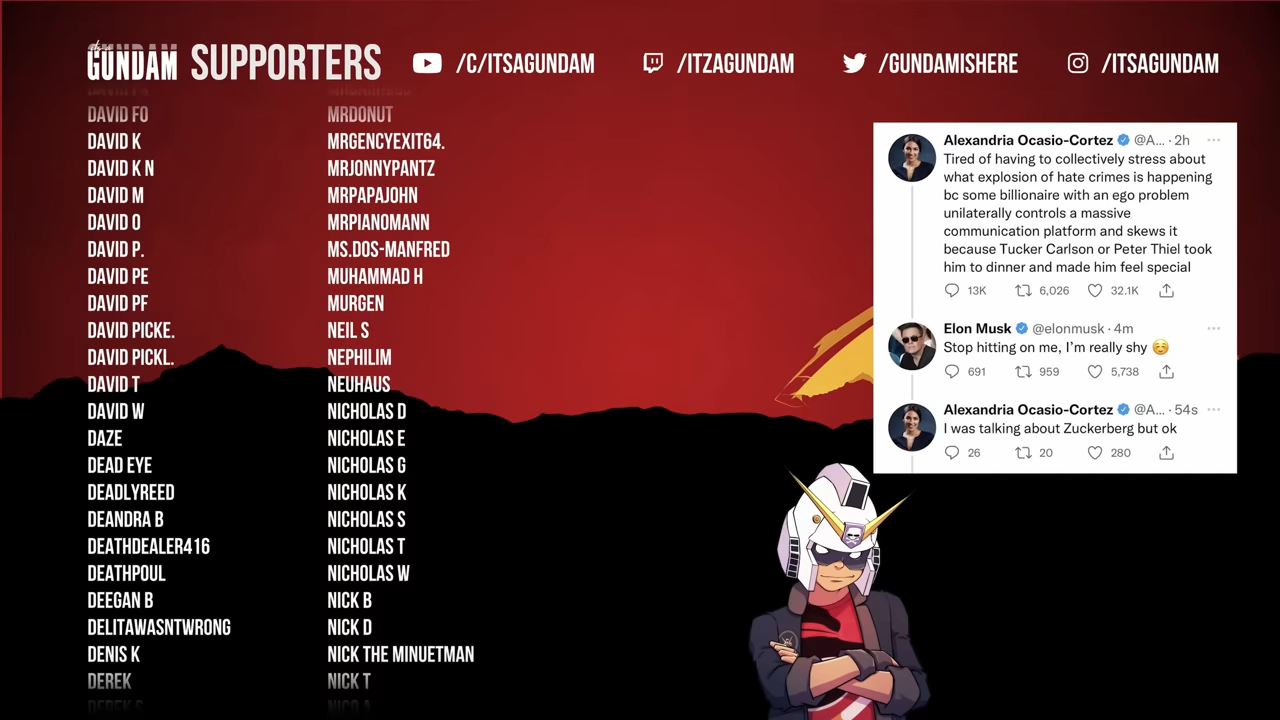 the GUNDAM SUPPORTERS
/C/ITSAGUNDAM
/ITZAGUNDAM
/GUNDAMISHERE
/ITSAGUNDAM
DAVID FO
DAVID K
DAVID K N
DAVID M
DAVID O
DAVID P.
DAVID PE
DAVID PF
DAVID PICKE.
DAVID PICKL.
DAVID T
DAVID W
DAZE
DEAD EYE
DEADLYREED
DEANDRA B
DEATHDEALER416
DEATHPOUL
DEEGAN B
DELITAWASNTWRONG
DENIS K
DEREK
DEREK S
MRDONUT
MRGENCYEXIT64.
MRJONNYPANTZ
MRPAPAJOHN
MRPIANOMANN
MS.DOS-MANFRED
MUHAMMAD H
MURGEN
NEIL S
NEPHILIM
NEUHAUS
NICHOLAS D
NICHOLAS E
NICHOLAS G
NICHOLAS K
NICHOLAS S
NICHOLAS T
NICHOLAS W
NICK B
NICK D
NICK THE MINUETMAN
NICK T
Alexandria Ocasio-Cortez @A... · 2h
Tired of having to collectively stress about
what explosion of hate crimes is happening
bc some billionaire with an ego problem
unilaterally controls a massive
communication platform and skews it
because Tucker Carlson or Peter Thiel took
him to dinner and made him feel special
13K 6,026 32.1K
Elon Musk @elonmusk · 4m
Stop hitting on me, I'm really shy ☺️
691 959 5,738
Alexandria Ocasio-Cortez @A... · 54s
I was talking about Zuckerberg but ok
26 20 280